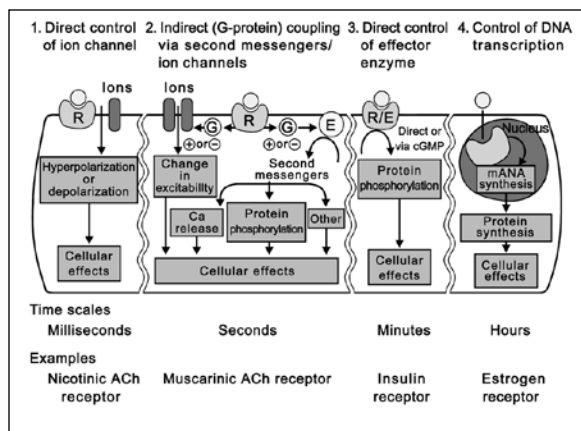 1. Direct control
of ion channel
2. Indirect (G-protein) coupling
via second messengers/
ion channels
3. Direct control
of effector
enzyme
4. Control of DNA
transcription
Ions
R
Hyperpolarization
or
depolarization
Cellular
effects
Ions
G
R
G
E
+ or −
+ or −
Change
in
excitability
Second
messengers
Ca
release
Protein
phosphorylation
Other
Cellular effects
R/E
Direct or
via cGMP
Protein
phosphorylation
Cellular
effects
Nucleus
mANA
synthesis
Protein
synthesis
Cellular
effects
Time scales
Milliseconds
Seconds
Minutes
Hours
Examples
Nicotinic ACh
receptor
Muscarinic ACh receptor
Insulin
receptor
Estrogen
receptor